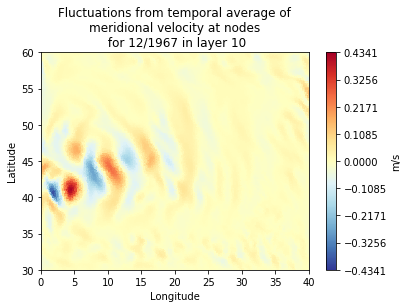 Fluctuations from temporal average of
meridional velocity at nodes
for 12/1967 in layer 10
60
55
50
45
40
35
30
Latitude
0 5 10 15 20 25 30 35 40
Longitude
0.4341
0.3256
0.2171
0.1085
0.0000
−0.1085
−0.2171
−0.3256
−0.4341
m/s